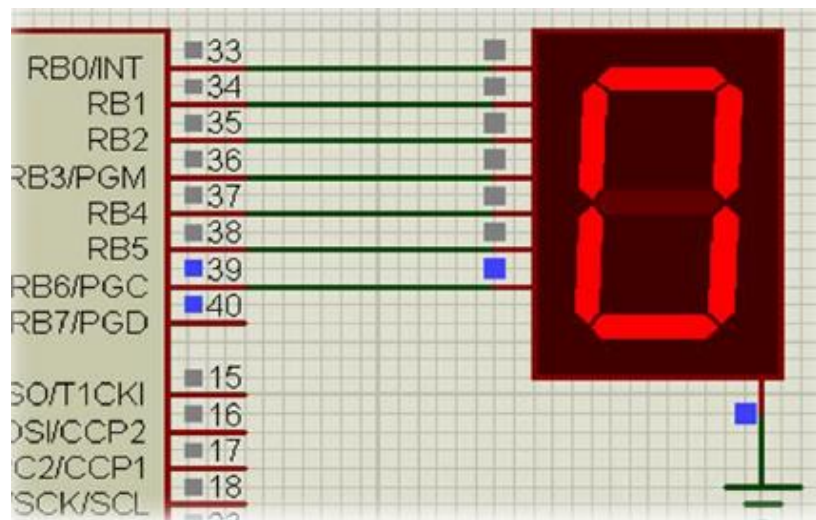 33
RB0/INT
34
RB1
35
RB2
36
RB3/PGM
37
RB4
38
RB5
39
RB6/PGC
40
RB7/PGD
15
SO/T1CKI
16
OSI/CCP2
17
C2/CCP1
18
/SCK/SCL